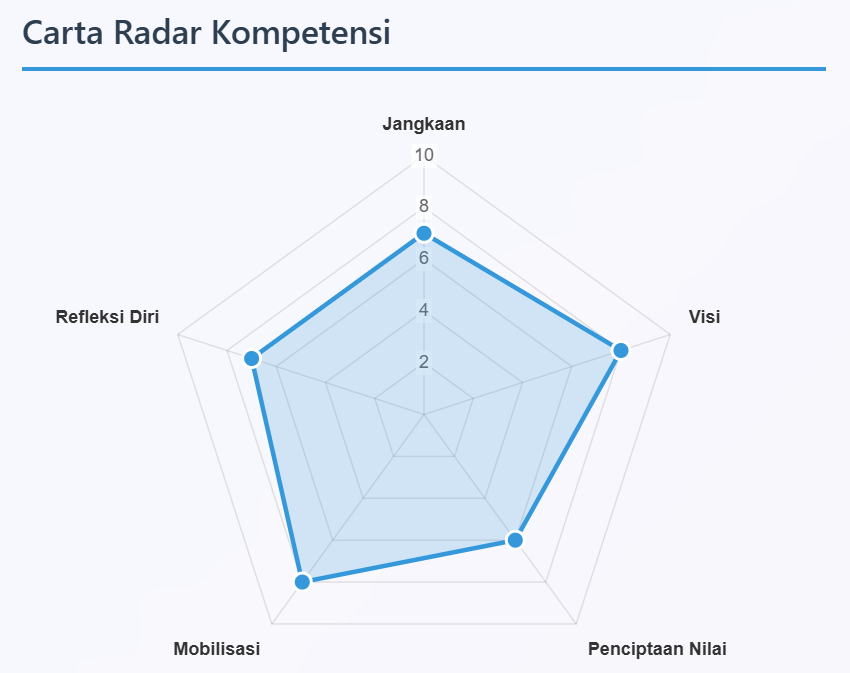 Carta Radar Kompetensi
Jangkaan
10
8
6
4
2
Refleksi Diri
Visi
Mobilisasi
Penciptaan Nilai